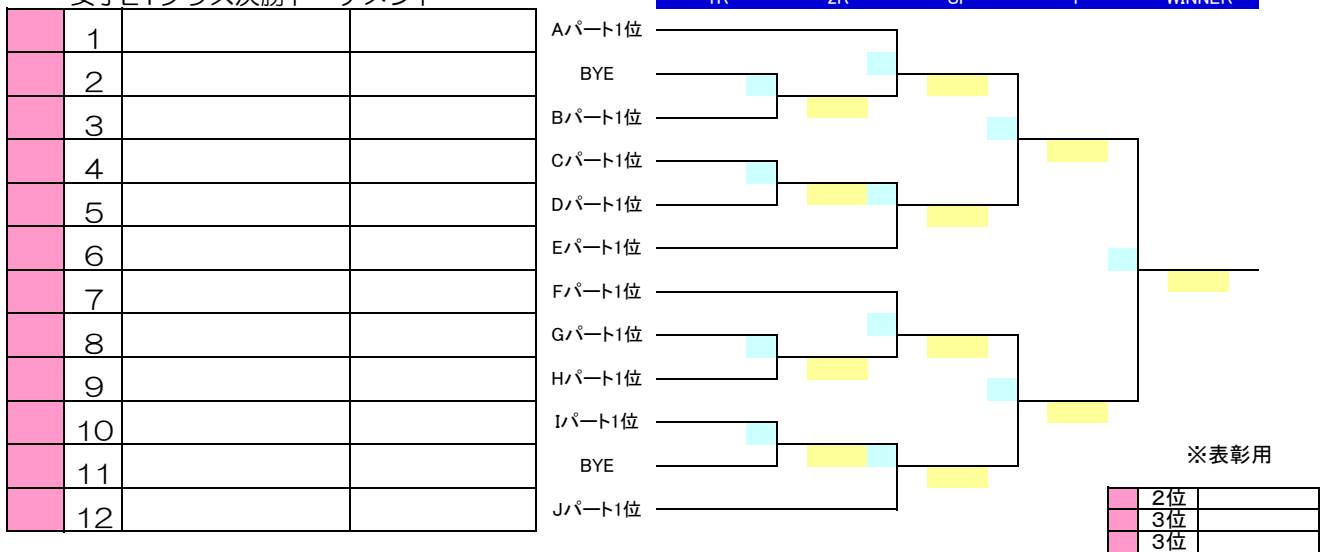 1 Aパート1位
2 BYE
3 Bパート1位
4 Cパート1位
5 Dパート1位
6 Eパート1位
7 Fパート1位
8 Gパート1位
9 Hパート1位
10 Iパート1位
11 BYE
12 Jパート1位
※表彰用
2位
3位
3位